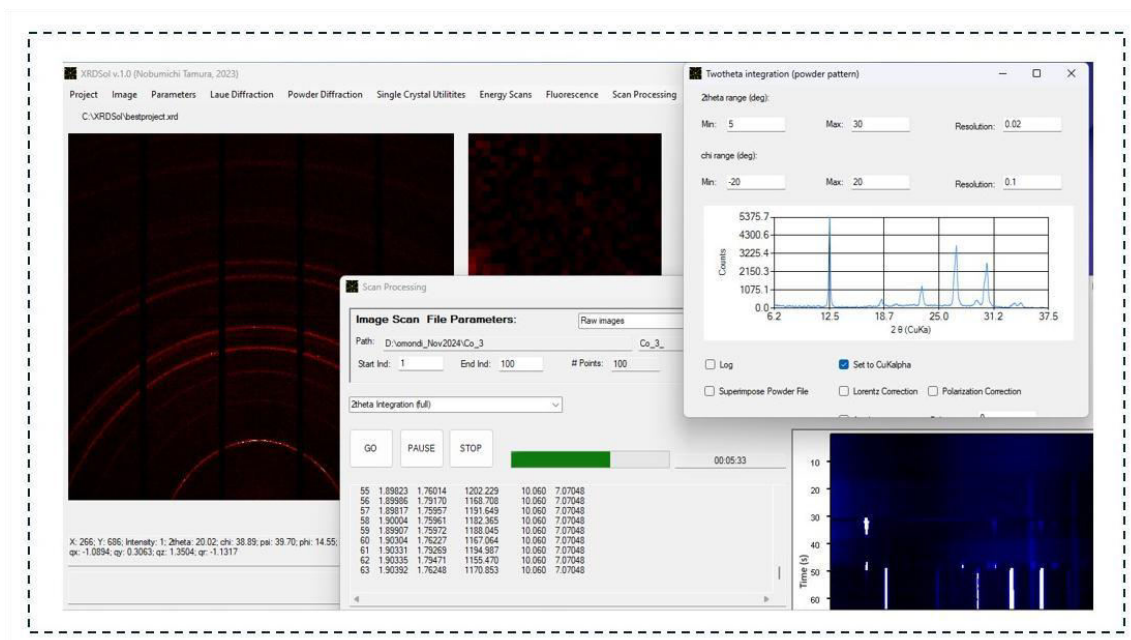 XRDSol v.1.0 (Nobumichi Tamura, 2023)
Project Image Parameters Laue Diffraction Powder Diffraction Single Crystal Utilitites Energy Scans Fluorescence Scan Processing
C:\XRDSol\bestproject.xrd
X: 266; Y: 686; Intensity: 1; 2theta: 20.02; chi: 38.89; psi: 39.70; phi: 14.55;
qx: -1.0894; qy: 0.3063; qz: 1.3504; qr: -1.1317
Scan Processing
Image Scan File Parameters:
Raw images
Path: D:\omondi_Nov2024\Co_3 Co_3_
Start Ind: 1 End Ind: 100 # Points: 100
2theta Integration (full)
GO PAUSE STOP
00:05:33
55 1.89823 1.76014 1202.229 10.060 7.07048
56 1.89986 1.79170 1168.708 10.060 7.07048
57 1.89817 1.75957 1191.649 10.060 7.07048
58 1.90004 1.75961 1182.365 10.060 7.07048
59 1.89907 1.75972 1188.045 10.060 7.07048
60 1.90304 1.76227 1167.064 10.060 7.07048
61 1.90331 1.79269 1194.987 10.060 7.07048
62 1.90335 1.79471 1155.470 10.060 7.07048
63 1.90392 1.76248 1170.853 10.060 7.07048
Twotheta integration (powder pattern)
2theta range (deg):
Min: 5 Max: 30 Resolution: 0.02
chi range (deg):
Min: -20 Max: 20 Resolution: 0.1
Counts
5375.7
4300.6
3225.4
2150.3
1075.1
0.0
6.2 12.5 18.7 25.0 31.2 37.5
2 θ (CuKa)
Log Set to CuKalpha
Superimpose Powder File Lorentz Correction Polarization Correction
Time (s)
10
20
30
40
50
60